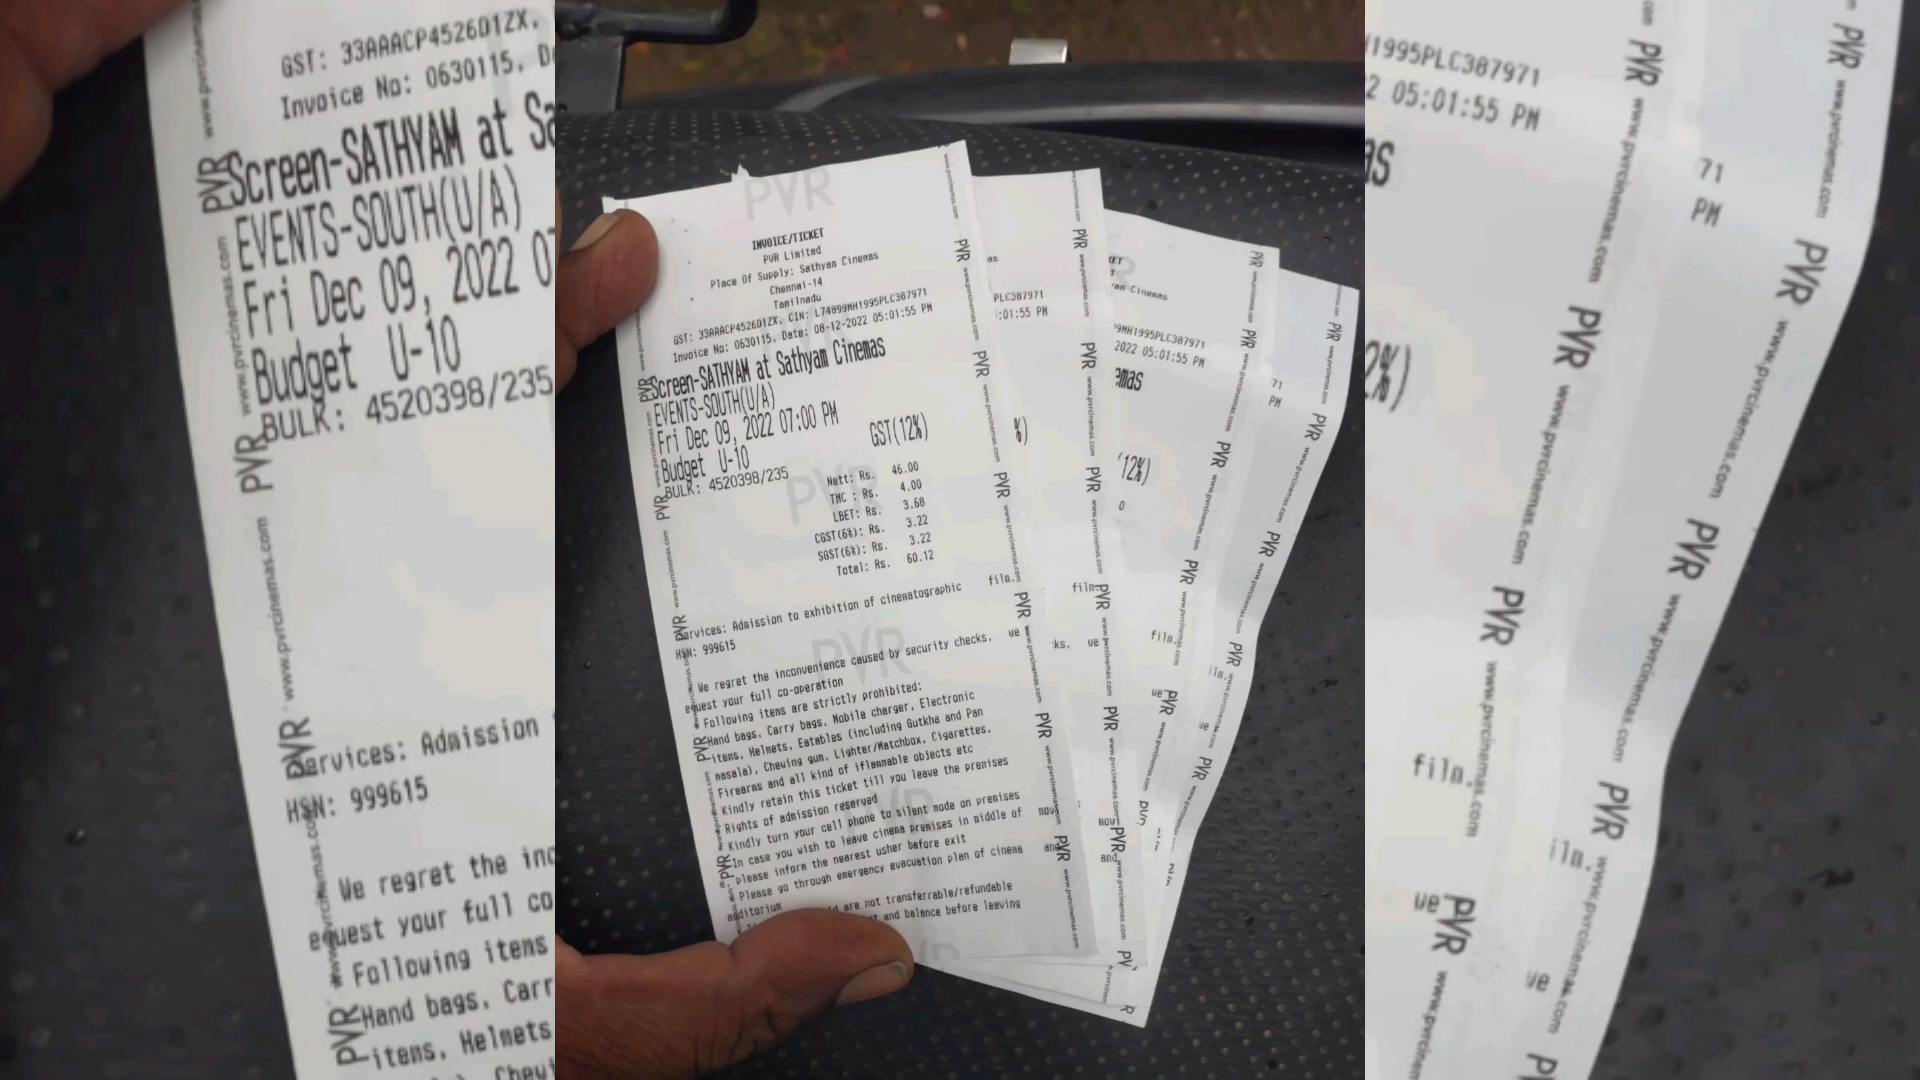 INVOICE/TICKET
PVR Limited
Place Of Supply: Sathyam Cinemas
Chennai-14
Tamilnadu
GST: 33AAACP4526D1ZX, CIN: L74899MH1995PLC387971
Invoice No: 0630115, Date: 08-12-2022 05:01:55 PM
Screen-SATHYAM at Sathyam Cinemas
EVENTS-SOUTH(U/A)
Fri Dec 09, 2022 07:00 PM
Budget U-10 GST(12%)
BULK: 4520398/235
Nett: Rs. 46.00
TMC : Rs. 4.00
LBET: Rs. 3.68
CGST(6%): Rs. 3.22
SGST(6%): Rs. 3.22
Total: Rs. 60.12
Services: Admission to exhibition of cinematographic film.
HSN: 999615
We regret the inconvenience caused by security checks, we
equest your full co-operation
Following items are strictly prohibited:
Hand bags, Carry bags, Mobile charger, Electronic
items, Helmets, Eatables (including Gutkha and Pan
masala), Chewing gum, Lighter/Matchbox, Cigarettes,
Firearms and all kind of iflammable objects etc
Kindly retain this ticket till you leave the premises
Rights of admission reserved
Kindly turn your cell phone to silent mode on premises
In case you wish to leave cinema premises in middle of movi
e, please inform the nearest usher before exit
Please go through emergency evacuation plan of cinema and
auditorium
are not transferrable/refundable
and balance before leaving
PVR www.pvrcinemas.com